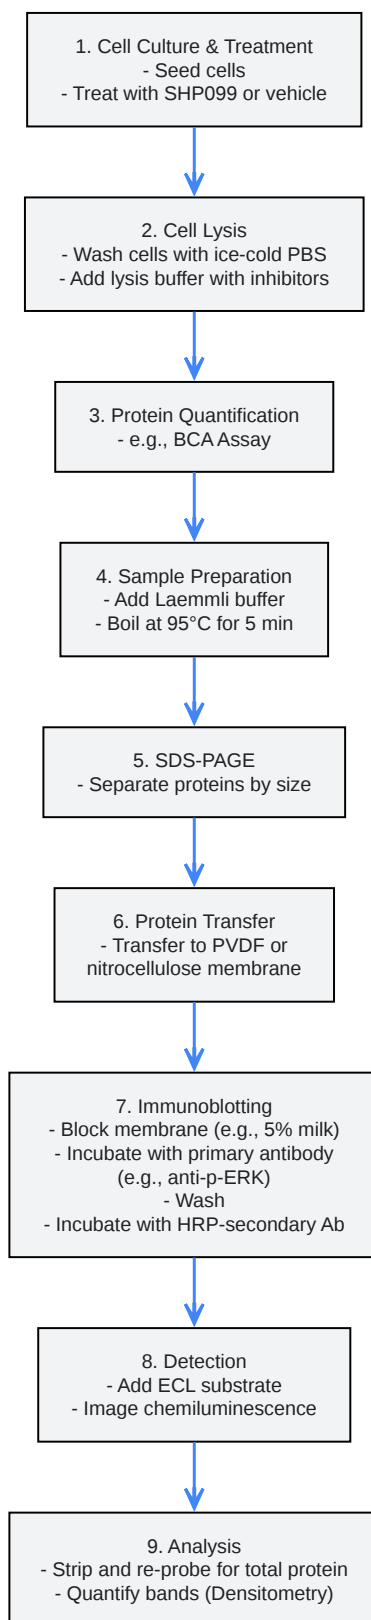 1. Cell Culture & Treatment
- Seed cells
- Treat with SHP099 or vehicle
2. Cell Lysis
- Wash cells with ice-cold PBS
- Add lysis buffer with inhibitors
3. Protein Quantification
- e.g., BCA Assay
4. Sample Preparation
- Add Laemmli buffer
- Boil at 95°C for 5 min
5. SDS-PAGE
- Separate proteins by size
6. Protein Transfer
- Transfer to PVDF or
nitrocellulose membrane
7. Immunoblotting
- Block membrane (e.g., 5% milk)
- Incubate with primary antibody
(e.g., anti-p-ERK)
- Wash
- Incubate with HRP-secondary Ab
8. Detection
- Add ECL substrate
- Image chemiluminescence
9. Analysis
- Strip and re-probe for total protein
- Quantify bands (Densitometry)